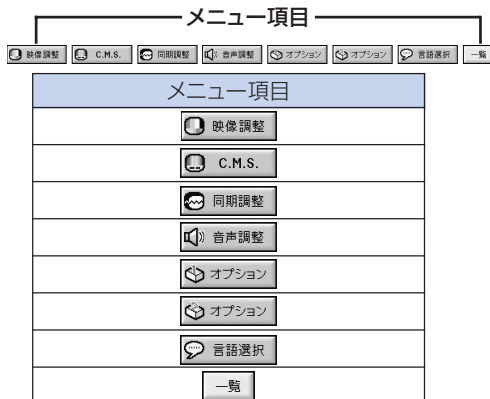 メニュー項目
映像調整 C.M.S. 同期調整 音声調整 オプション オプション 言語選択 一覧
メニュー項目
映像調整
C.M.S.
同期調整
音声調整
オプション
オプション
言語選択
一覧